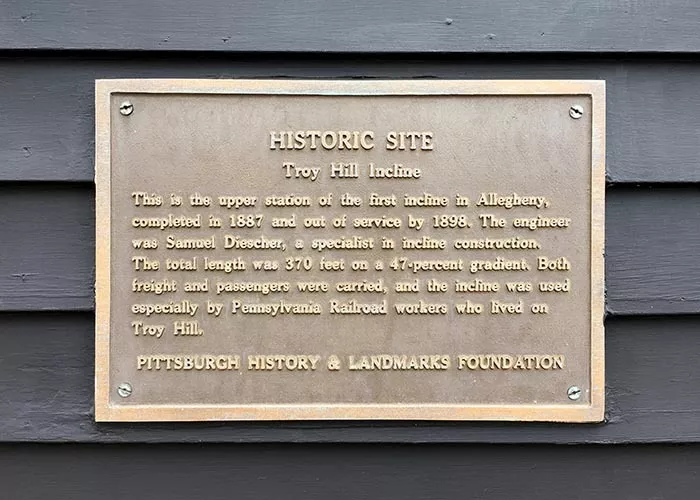 HISTORIC SITE
Troy Hill Incline
This is the upper station of the first incline in Allegheny,
completed in 1887 and out of service by 1898. The engineer
was Samuel Diescher, a specialist in incline construction.
The total length was 370 feet on a 47-percent gradient. Both
freight and passengers were carried, and the incline was used
especially by Pennsylvania Railroad workers who lived on
Troy Hill.
PITTSBURGH HISTORY & LANDMARKS FOUNDATION